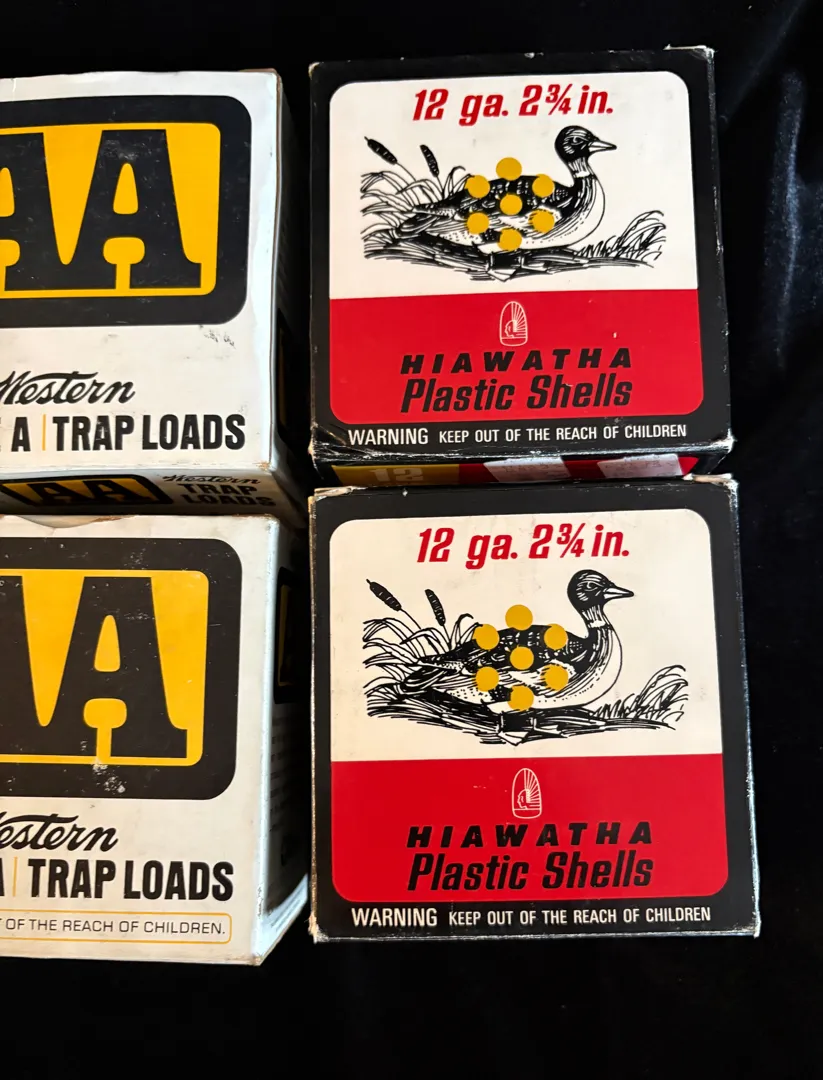 AA
Western
A | TRAP LOADS
AA
Western
TRAP
LOADS
A
Western
TRAP LOADS
OF THE REACH OF CHILDREN.
12 ga. 2¾ in.
HIAWATHA
Plastic Shells
WARNING KEEP OUT OF THE REACH OF CHILDREN
12
12 ga. 2¾ in.
HIAWATHA
Plastic Shells
WARNING KEEP OUT OF THE REACH OF CHILDREN